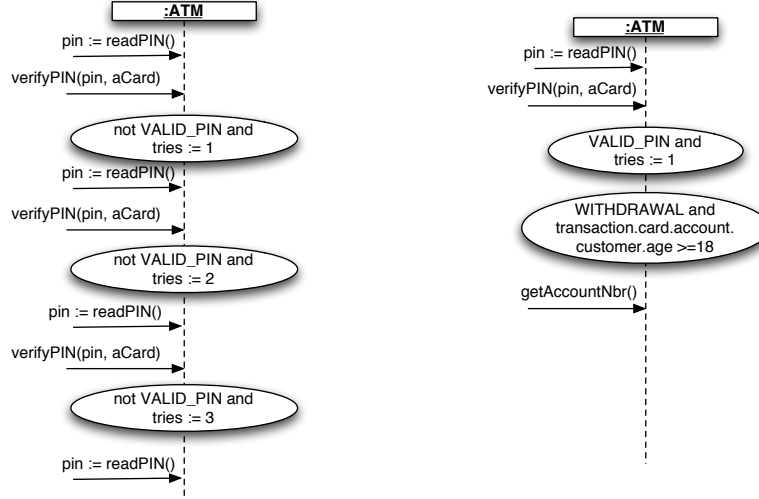 :ATM
pin := readPIN()
verifyPIN(pin, aCard)
not VALID_PIN and
tries := 1
pin := readPIN()
verifyPIN(pin, aCard)
not VALID_PIN and
tries := 2
pin := readPIN()
verifyPIN(pin, aCard)
not VALID_PIN and
tries := 3
pin := readPIN()
:ATM
pin := readPIN()
verifyPIN(pin, aCard)
VALID_PIN and
tries := 1
WITHDRAWAL and
transaction.card.account.
customer.age >=18
getAccountNbr()